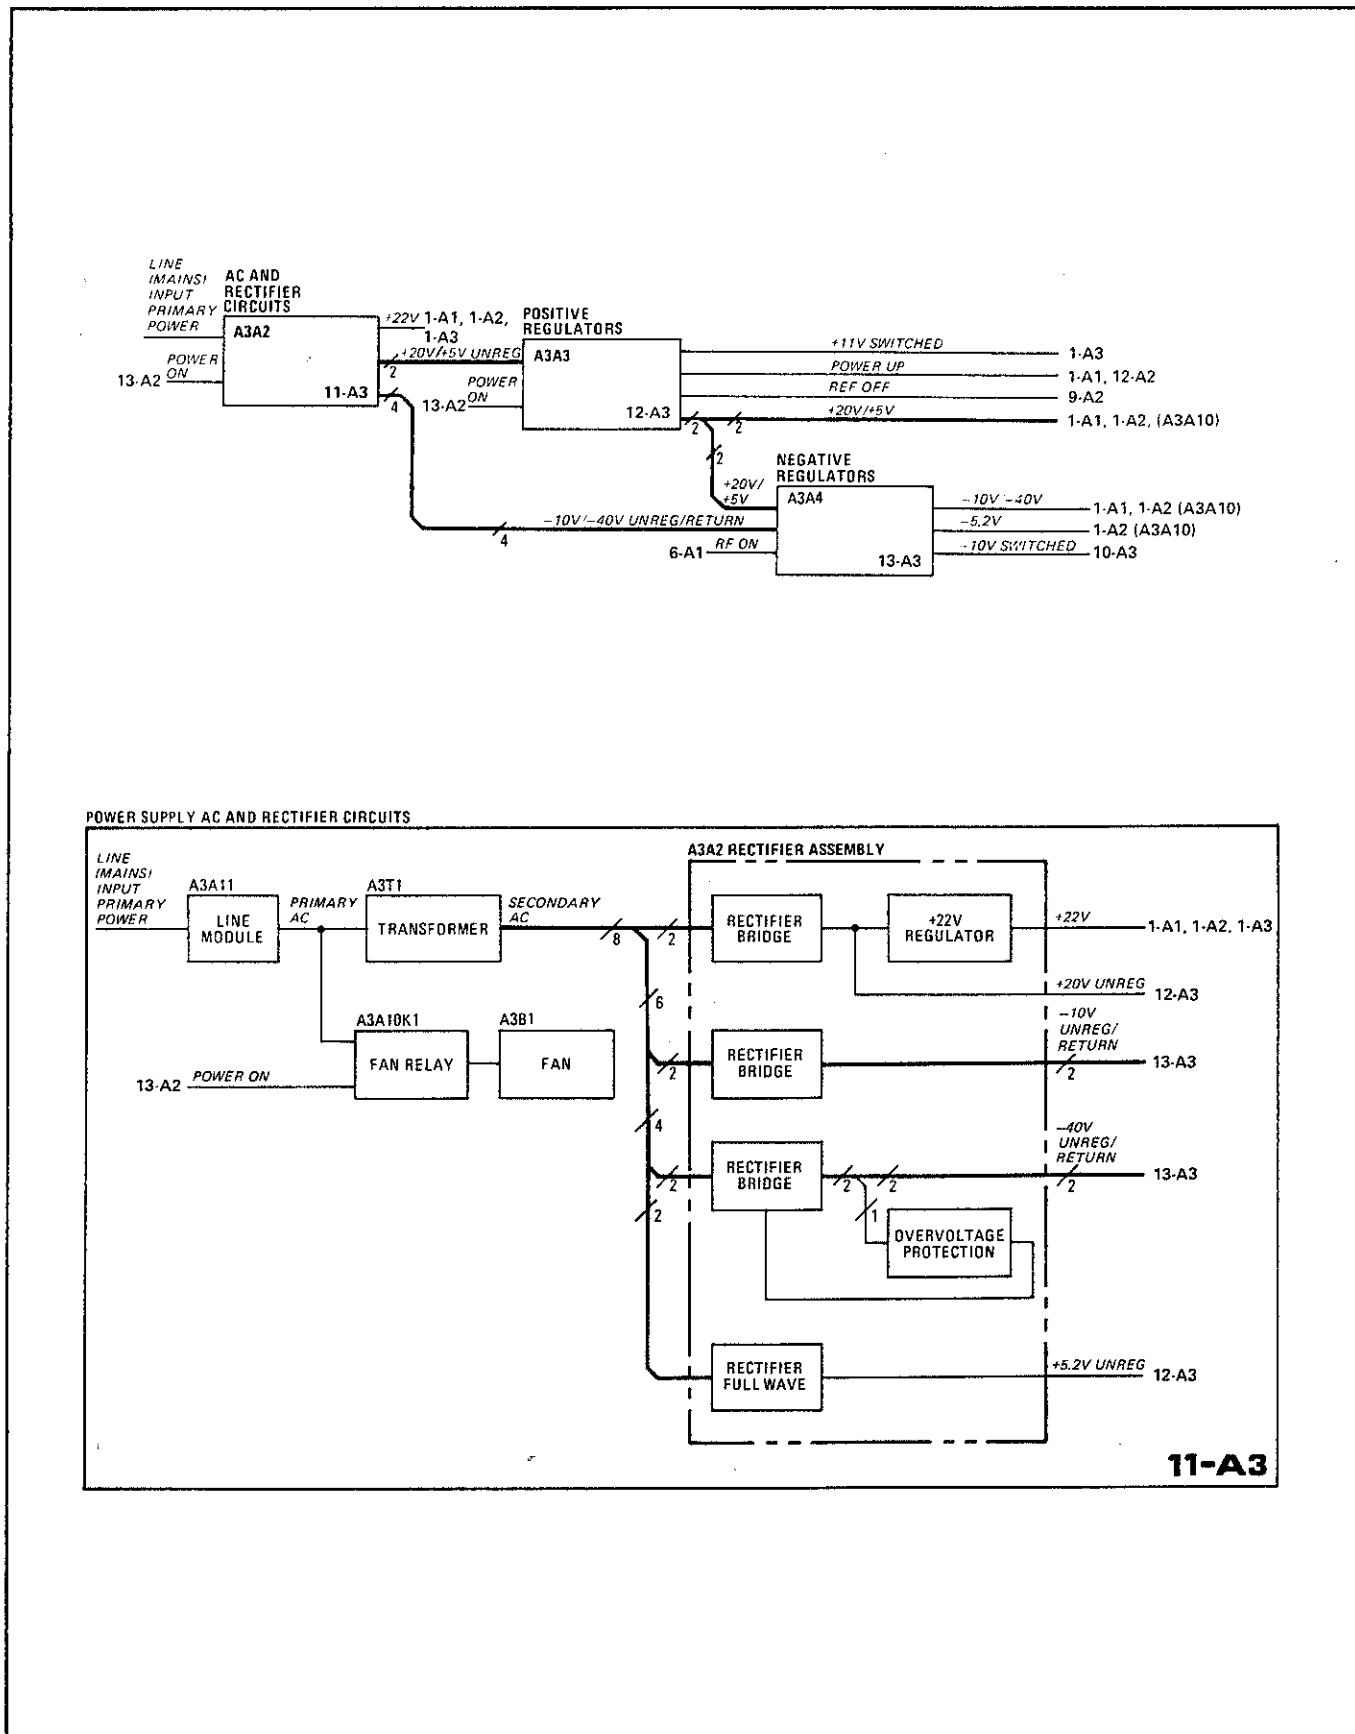 LINE
(MAINS)
INPUT
PRIMARY
POWER
AC AND
RECTIFIER
CIRCUITS
A3A2
POWER
ON
13-A2
11-A3
+22V 1-A1, 1-A2,
1-A3
+20V/+5V UNREG
2
4
POSITIVE
REGULATORS
A3A3
POWER
ON
13-A2
12-A3
+11V SWITCHED
1-A3
POWER UP
1-A1, 12-A2
REF OFF
9-A2
+20V/+5V
2
2
1-A1, 1-A2, (A3A10)
2
+20V/
+5V
NEGATIVE
REGULATORS
A3A4
-10V/-40V UNREG/RETURN
4
6-A1
RF ON
13-A3
-10V -40V
1-A1, 1-A2 (A3A10)
-5.2V
1-A2 (A3A10)
-10V SWITCHED
10-A3
POWER SUPPLY AC AND RECTIFIER CIRCUITS
LINE
(MAINS)
INPUT
PRIMARY
POWER
A3A11
LINE
MODULE
PRIMARY
AC
A3T1
TRANSFORMER
SECONDARY
AC
8
2
A3A2 RECTIFIER ASSEMBLY
RECTIFIER
BRIDGE
+22V
REGULATOR
+22V
1-A1, 1-A2, 1-A3
+20V UNREG
12-A3
6
A3A10K1
FAN RELAY
A3B1
FAN
13-A2
POWER ON
2
RECTIFIER
BRIDGE
-10V
UNREG/
RETURN
2
13-A3
4
2
RECTIFIER
BRIDGE
2
2
-40V
UNREG/
RETURN
2
13-A3
2
1
OVERVOLTAGE
PROTECTION
RECTIFIER
FULL WAVE
+5.2V UNREG
12-A3
11-A3